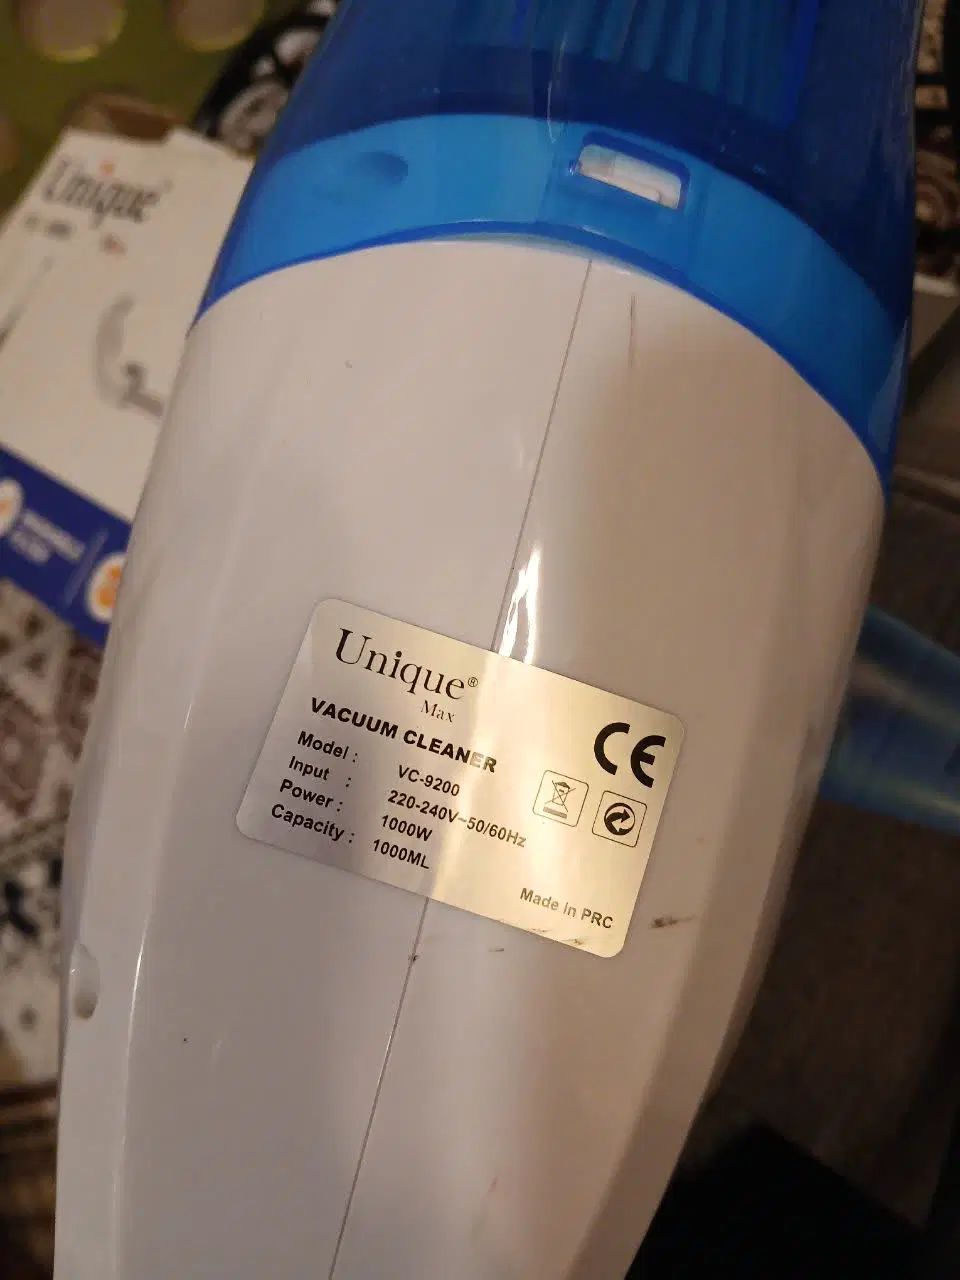 Unique
Unique®
Max
VACUUM CLEANER
Model : VC-9200
Input : 220-240V~50/60Hz
Power : 1000W
Capacity : 1000ML
CE
Made in PRC